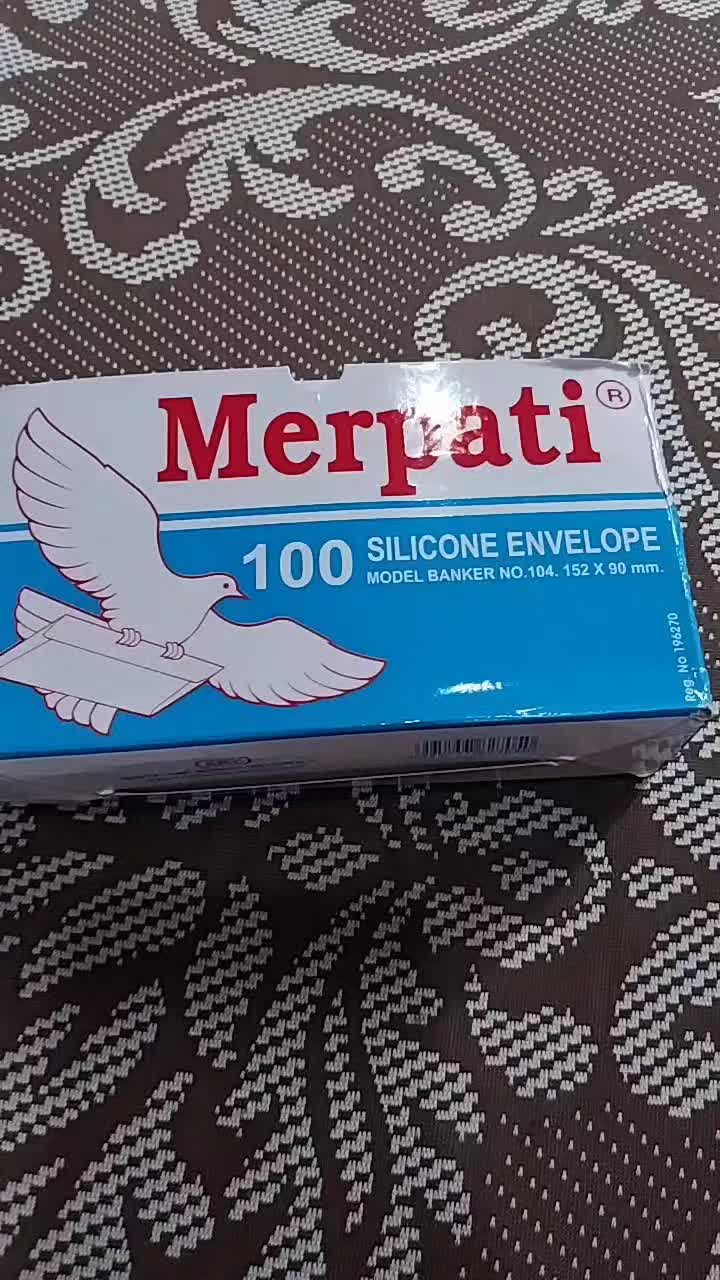 Merpati®
100 SILICONE ENVELOPE
MODEL BANKER NO.104. 152 X 90 mm.
Reg. No 196270